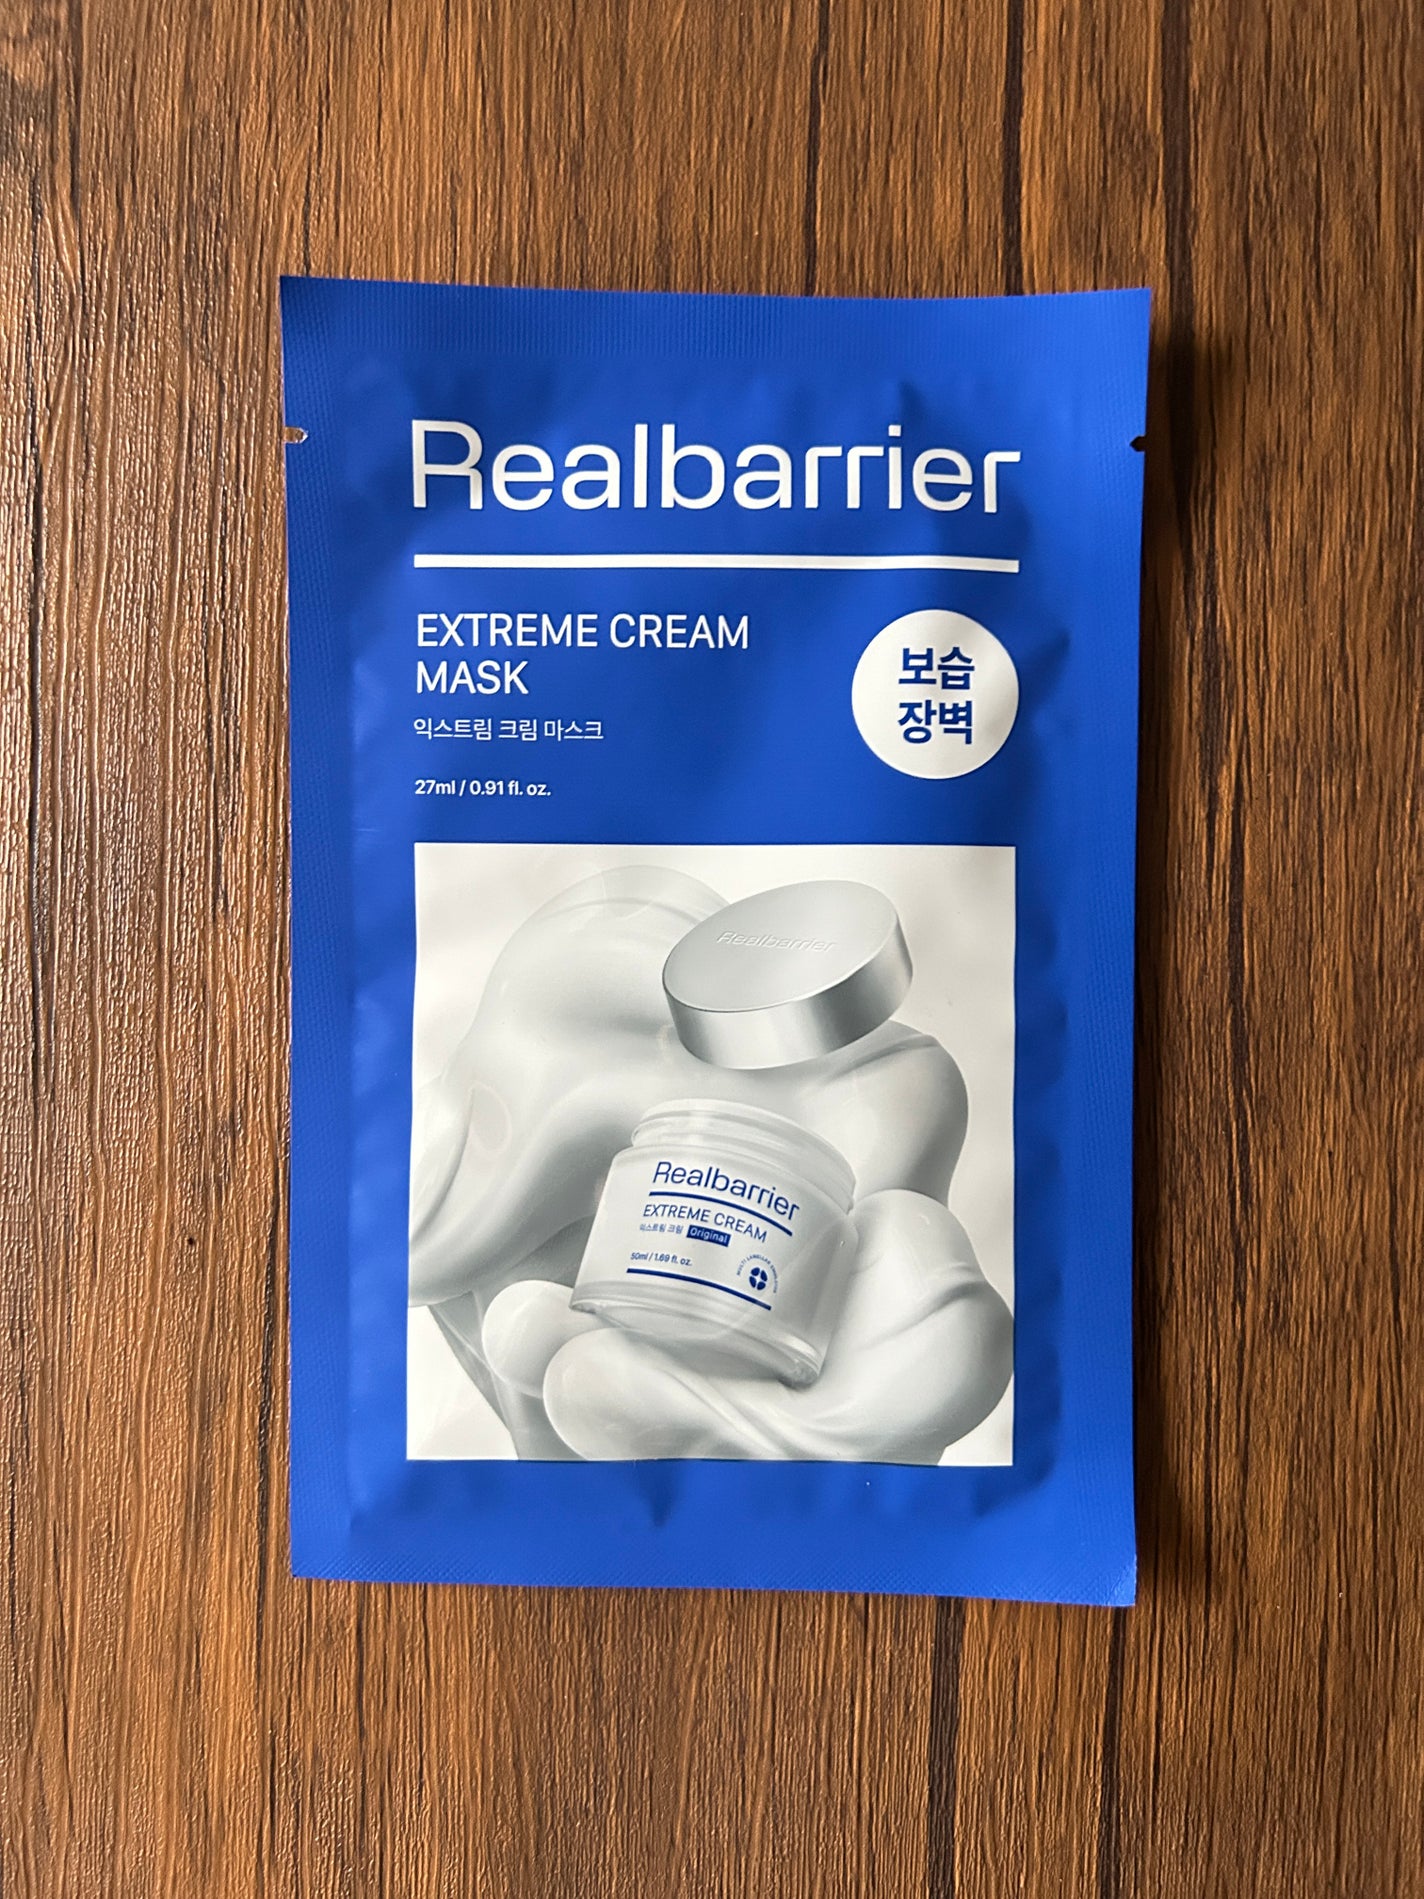 Realbarrier
EXTREME CREAM
MASK
익스트림 크림 마스크
27ml / 0.91 fl. oz.
보습
장벽
Realbarrier
Realbarrier
EXTREME CREAM
익스트림 크림 Original
50ml / 1.69 fl. oz.